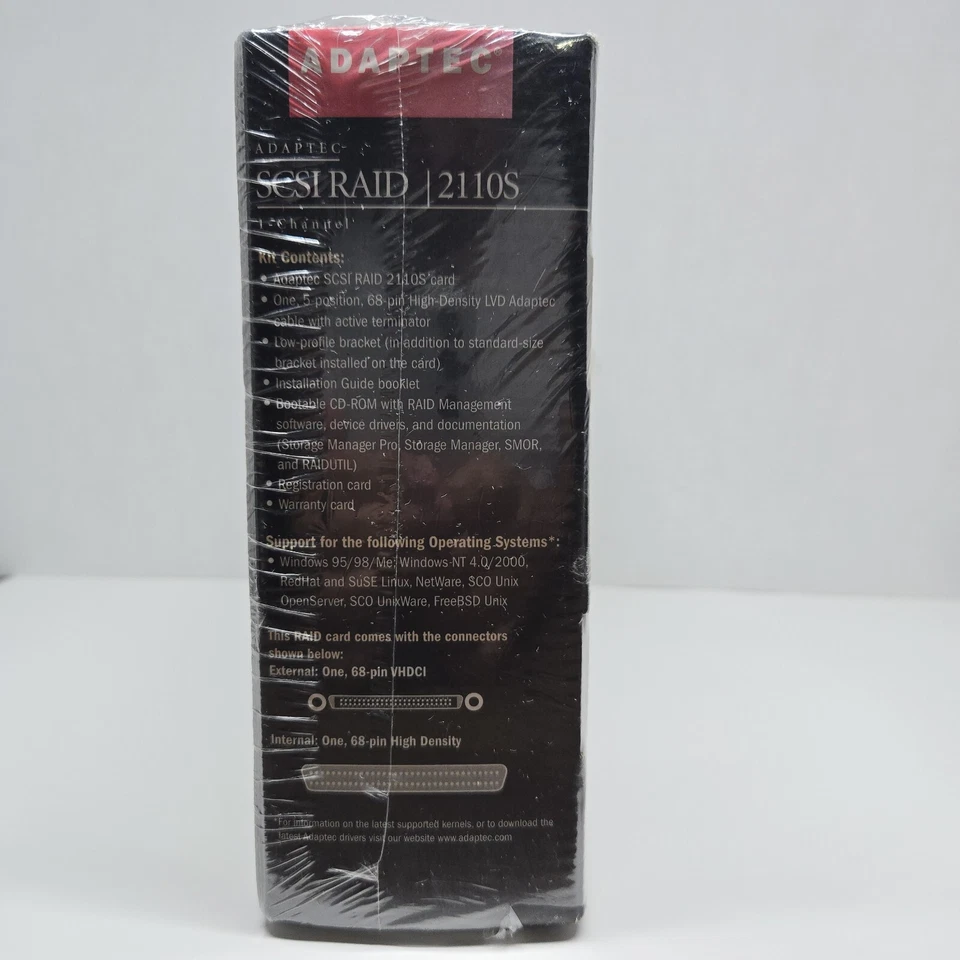 ADAPTEC®
ADAPTEC
SCSI RAID | 2110S
1-Channel
Kit Contents:
• Adaptec SCSI RAID 2110S card
• One, 5 position, 68-pin High-Density LVD Adaptec
cable with active terminator
• Low-profile bracket (in addition to standard-size
bracket installed on the card)
• Installation Guide booklet
• Bootable CD-ROM with RAID Management
software, device drivers, and documentation
(Storage Manager Pro, Storage Manager, SMOR,
and RAIDUTIL)
• Registration card
• Warranty card
Support for the following Operating Systems*:
• Windows 95/98/Me, Windows NT 4.0/2000,
RedHat and SuSE Linux, NetWare, SCO Unix
OpenServer, SCO UnixWare, FreeBSD Unix
This RAID card comes with the connectors
shown below:
External: One, 68-pin VHDCI
Internal: One, 68-pin High Density
*For information on the latest supported kernels, or to download the
latest Adaptec drivers visit our website www.adaptec.com